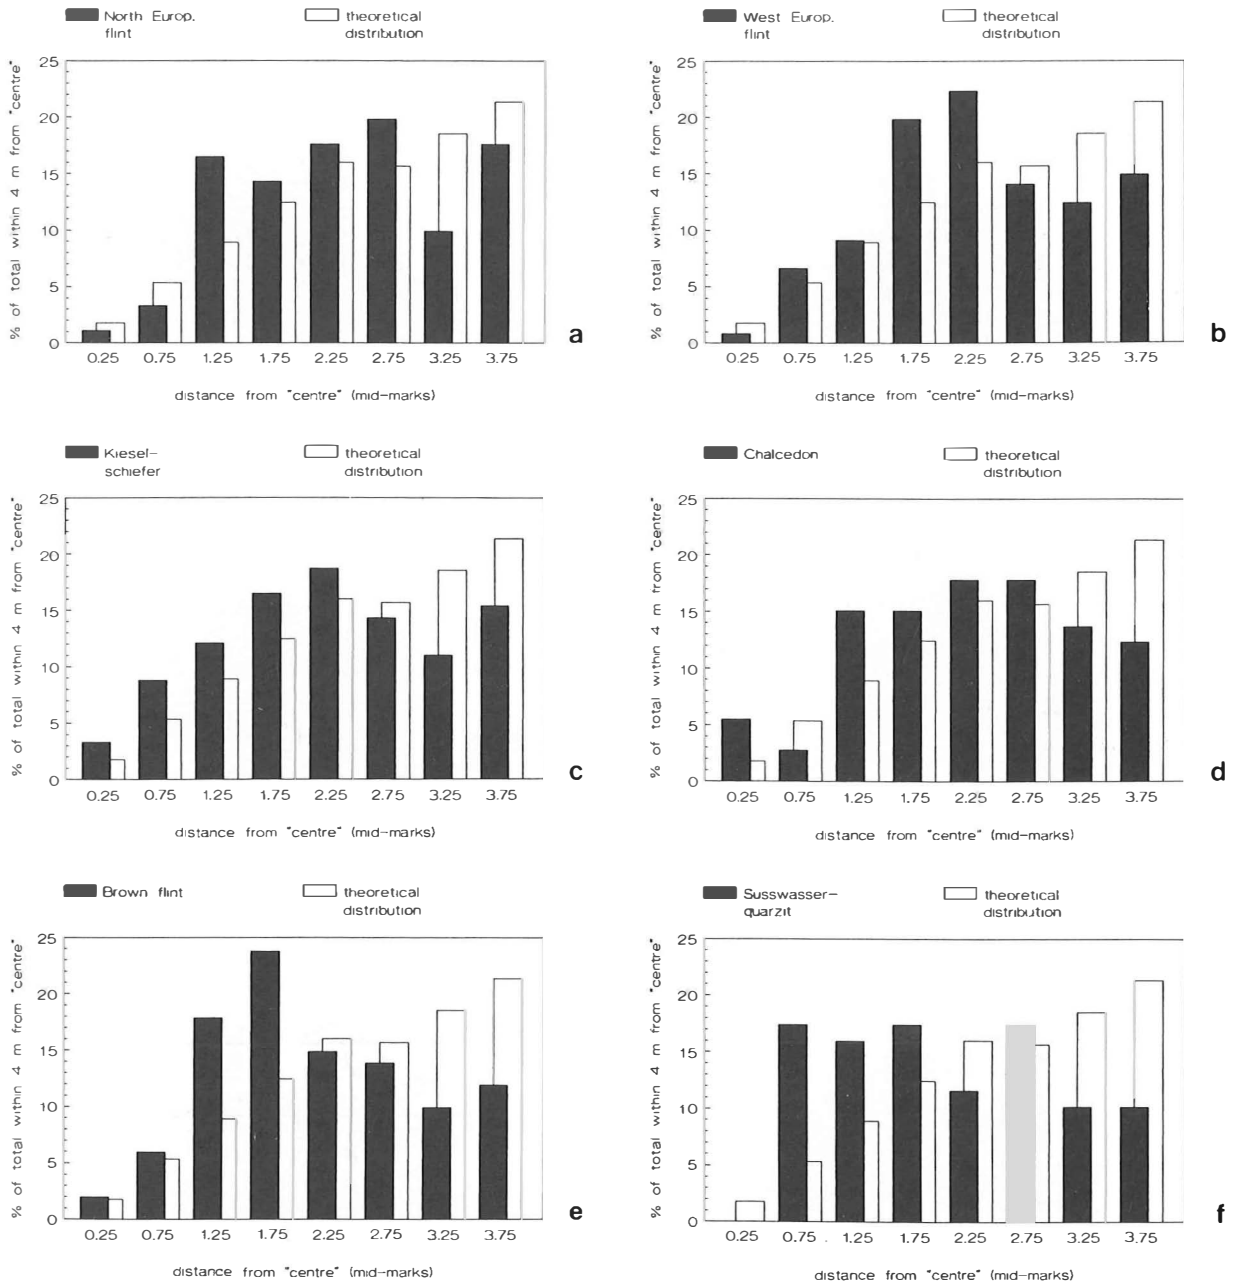 North Europ. flint
theoretical distribution
% of total within 4 m from "centre"
25
20
15
10
5
0
0.25 0.75 1.25 1.75 2.25 2.75 3.25 3.75
distance from "centre" (mid-marks)
a
West Europ. flint
theoretical distribution
% of total within 4 m from "centre"
25
20
15
10
5
0
0.25 0.75 1.25 1.75 2.25 2.75 3.25 3.75
distance from "centre" (mid-marks)
b
Kiesel-
schiefer
theoretical distribution
% of total within 4 m from "centre"
25
20
15
10
5
0
0.25 0.75 1.25 1.75 2.25 2.75 3.25 3.75
distance from "centre" (mid-marks)
c
Chalcedon
theoretical distribution
% of total within 4 m from "centre"
25
20
15
10
5
0
0.25 0.75 1.25 1.75 2.25 2.75 3.25 3.75
distance from "centre" (mid-marks)
d
Brown flint
theoretical distribution
% of total within 4 m from "centre"
25
20
15
10
5
0
0.25 0.75 1.25 1.75 2.25 2.75 3.25 3.75
distance from "centre" (mid-marks)
e
Susswasser-
quarzit
theoretical distribution
% of total within 4 m from "centre"
25
20
15
10
5
0
0.25 0.75 1.25 1.75 2.25 2.75 3.25 3.75
distance from "centre" (mid-marks)
f